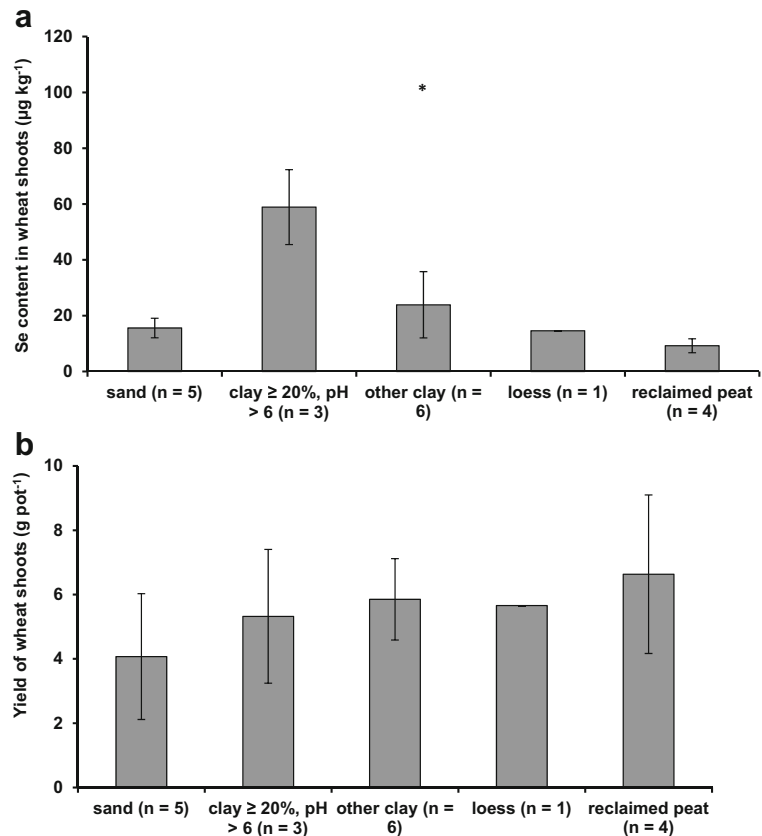 a
120
100
80
60
40
20
0
Se content in wheat shoots (µg kg⁻¹)
*
sand (n = 5)
clay ≥ 20%, pH
> 6 (n = 3)
other clay (n =
6)
loess (n = 1)
reclaimed peat
(n = 4)
b
10
8
6
4
2
0
Yield of wheat shoots (g pot⁻¹)
sand (n = 5)
clay ≥ 20%, pH
> 6 (n = 3)
other clay (n =
6)
loess (n = 1)
reclaimed peat
(n = 4)